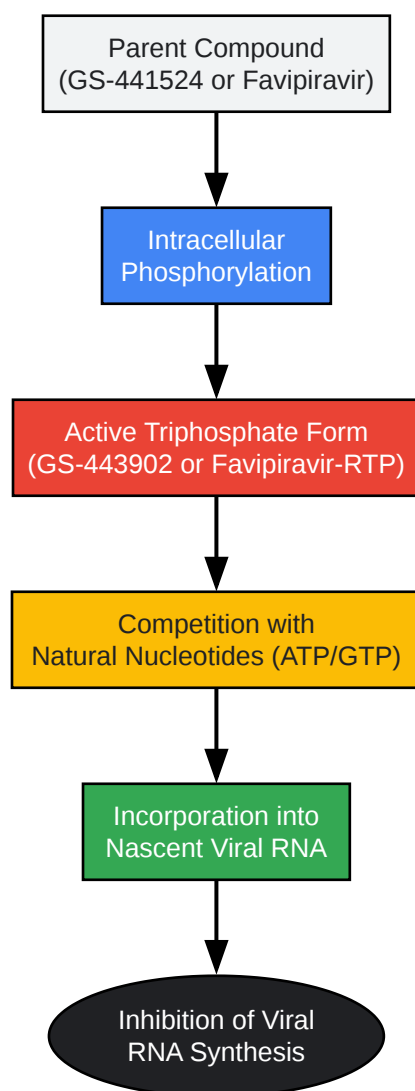 Parent Compound
(GS-441524 or Favipiravir)
Intracellular
Phosphorylation
Active Triphosphate Form
(GS-443902 or Favipiravir-RTP)
Competition with
Natural Nucleotides (ATP/GTP)
Incorporation into
Nascent Viral RNA
Inhibition of Viral
RNA Synthesis